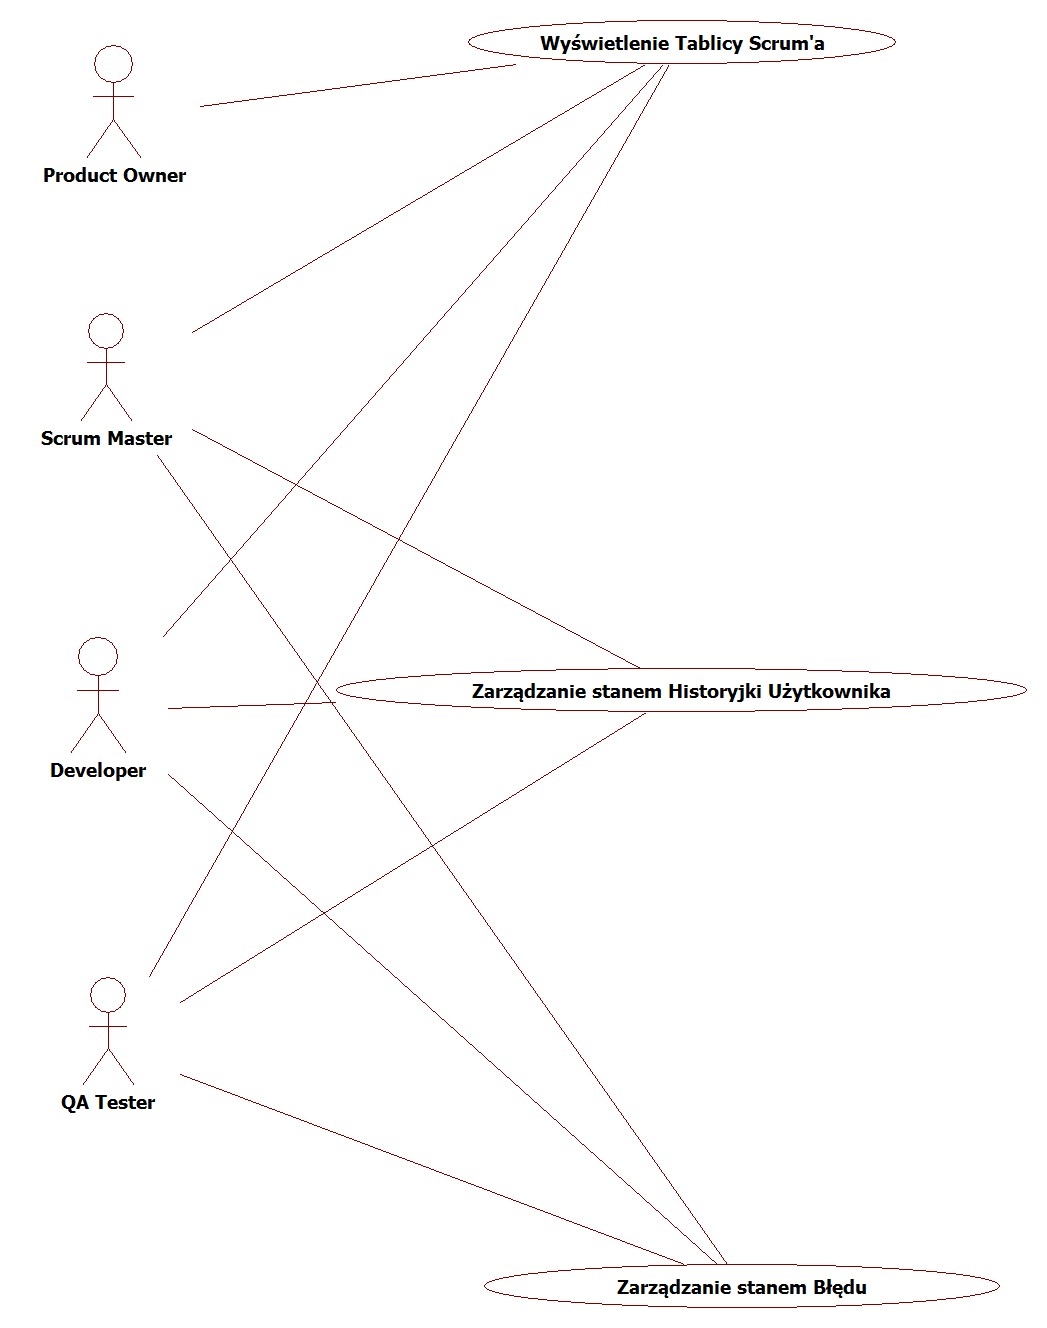 Wyświetlenie Tablicy Scrum'a
Product Owner
Scrum Master
Zarządzanie stanem Historyjki Użytkownika
Developer
QA Tester
Zarządzanie stanem Błędu